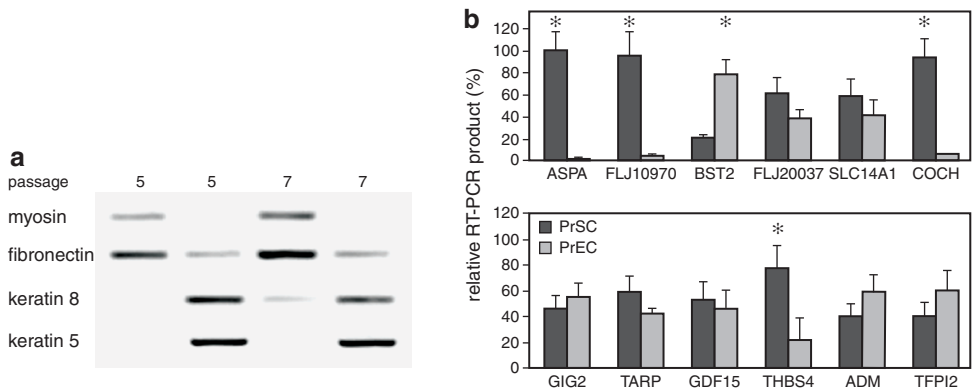 a
passage 5 5 7 7
myosin
fibronectin
keratin 8
keratin 5
b
relative RT-PCR product (%)
120
100
80
60
40
20
0
* * * *
ASPA FLJ10970 BST2 FLJ20037 SLC14A1 COCH
120
100
80
60
40
20
0
PrSC
PrEC
*
GIG2 TARP GDF15 THBS4 ADM TFPI2